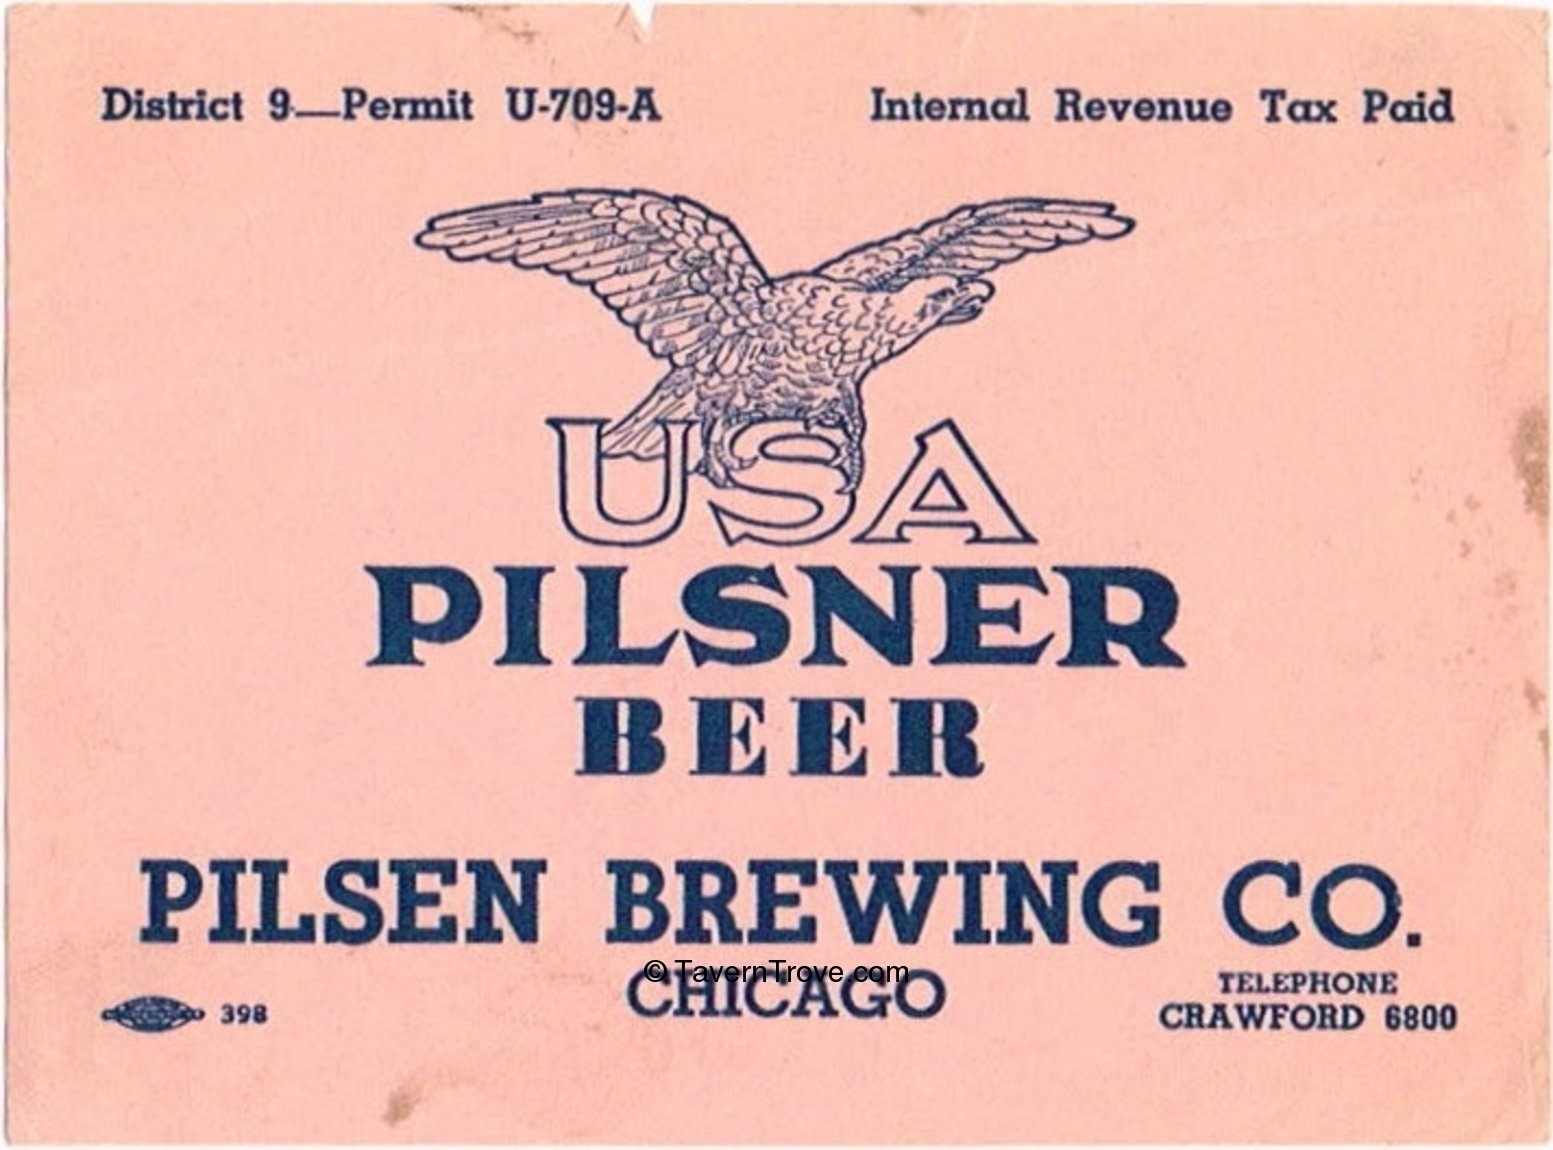 District 9—Permit U-709-A
Internal Revenue Tax Paid
USA
PILSNER
BEER
PILSEN BREWING CO.
© TavernTrove.com
CHICAGO
TELEPHONE
CRAWFORD 6800
398